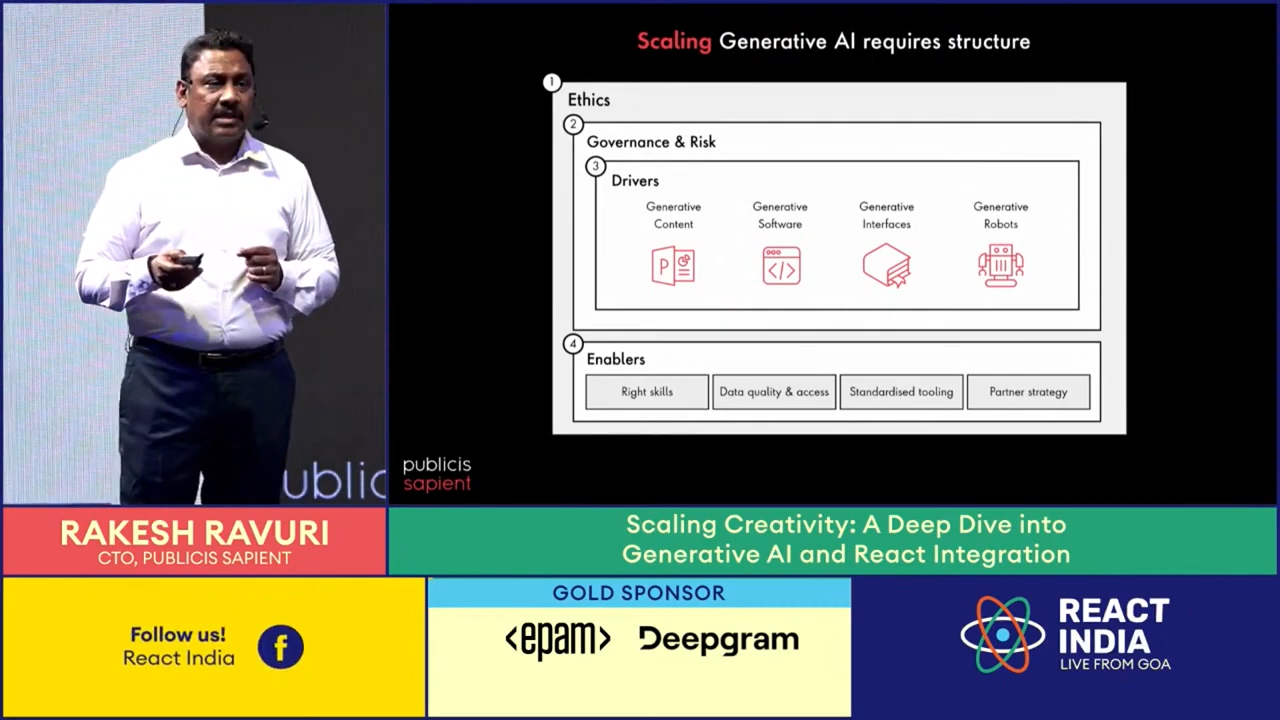 Scaling Generative AI requires structure
1
Ethics
2
Governance & Risk
3
Drivers
Generative
Content
Generative
Software
Generative
Interfaces
Generative
Robots
P
</>
4
Enablers
Right skills
Data quality & access
Standardised tooling
Partner strategy
publicis
sapient
ublic
RAKESH RAVURI
CTO, PUBLICIS SAPIENT
Scaling Creativity: A Deep Dive into
Generative AI and React Integration
Follow us!
React India
f
GOLD SPONSOR
<epam>
Deepgram
REACT
INDIA
LIVE FROM GOA